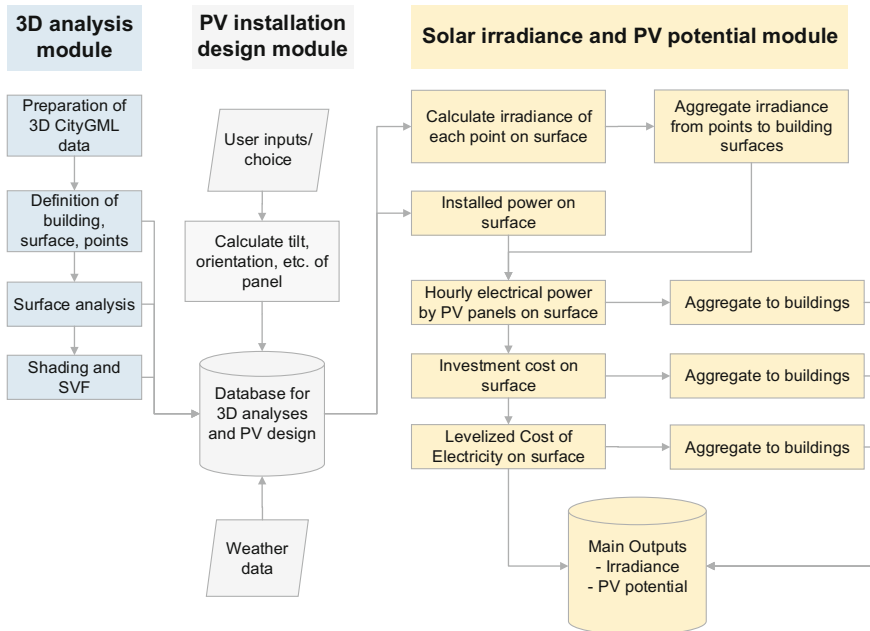 3D analysis
module
PV installation
design module
Solar irradiance and PV potential module
Preparation of
3D CityGML
data
Definition of
building,
surface, points
Surface analysis
Shading and
SVF
User inputs/
choice
Calculate tilt,
orientation, etc. of
panel
Database for
3D analyses
and PV design
Weather
data
Calculate irradiance of
each point on surface
Aggregate irradiance
from points to building
surfaces
Installed power on
surface
Hourly electrical power
by PV panels on surface
Aggregate to buildings
Investment cost on
surface
Aggregate to buildings
Levelized Cost of
Electricity on surface
Aggregate to buildings
Main Outputs
- Irradiance
- PV potential